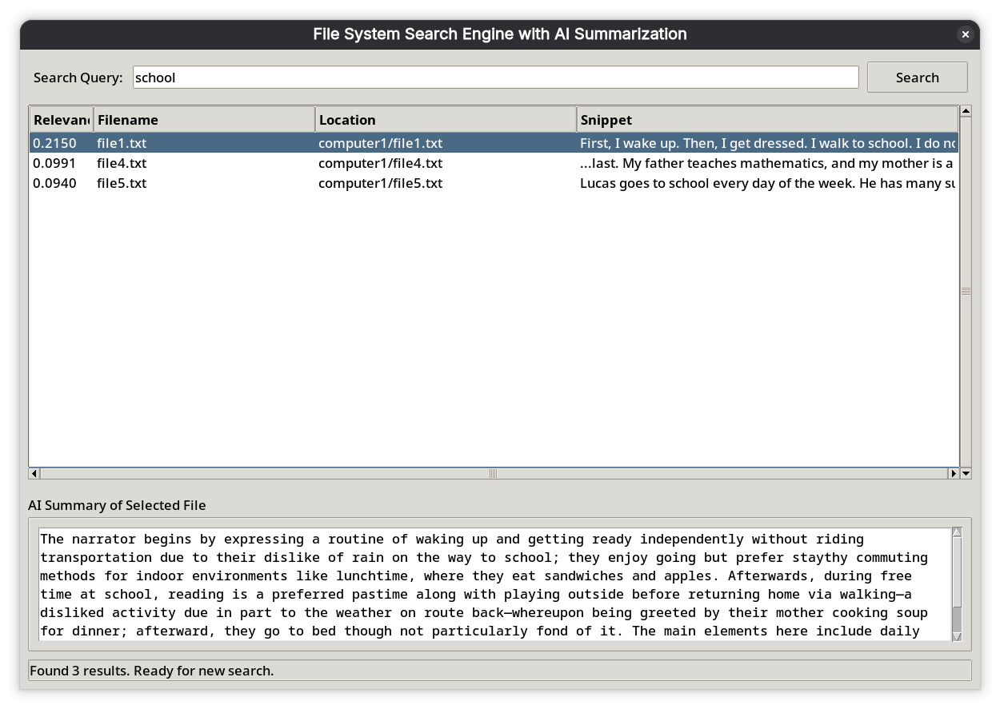 File System Search Engine with AI Summarization
Search Query: school Search
Relevanc Filename Location Snippet
0.2150 file1.txt computer1/file1.txt First, I wake up. Then, I get dressed. I walk to school. I do no
0.0991 file4.txt computer1/file4.txt ...last. My father teaches mathematics, and my mother is a
0.0940 file5.txt computer1/file5.txt Lucas goes to school every day of the week. He has many su
AI Summary of Selected File
The narrator begins by expressing a routine of waking up and getting ready independently without riding
transportation due to their dislike of rain on the way to school; they enjoy going but prefer staythy commuting
methods for indoor environments like lunchtime, where they eat sandwiches and apples. Afterwards, during free
time at school, reading is a preferred pastime along with playing outside before returning home via walking—a
disliked activity due in part to the weather on route back—whereupon being greeted by their mother cooking soup
for dinner; afterward, they go to bed though not particularly fond of it. The main elements here include daily
Found 3 results. Ready for new search.